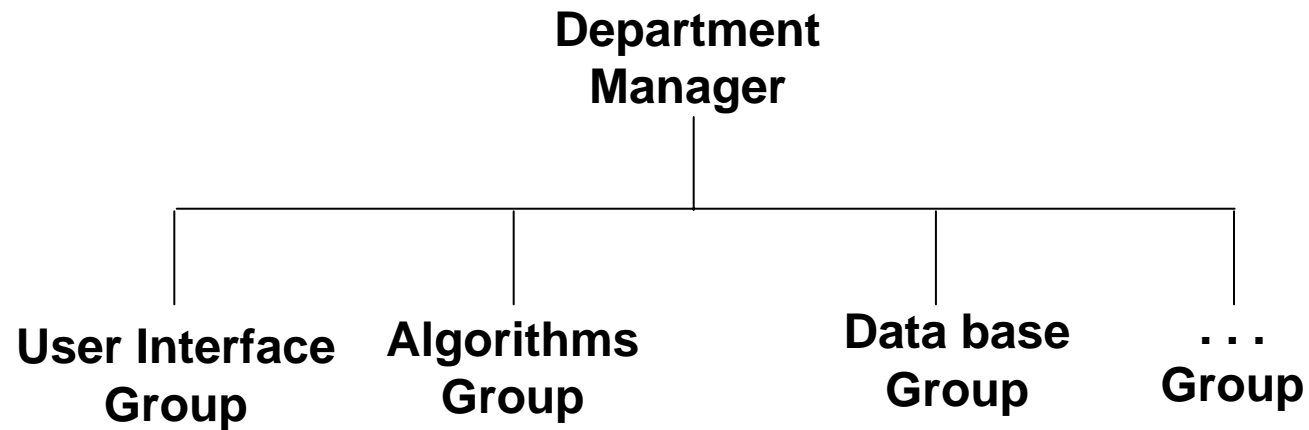 Department
Manager
User Interface
Group
Algorithms
Group
Data base
Group
. . .
Group